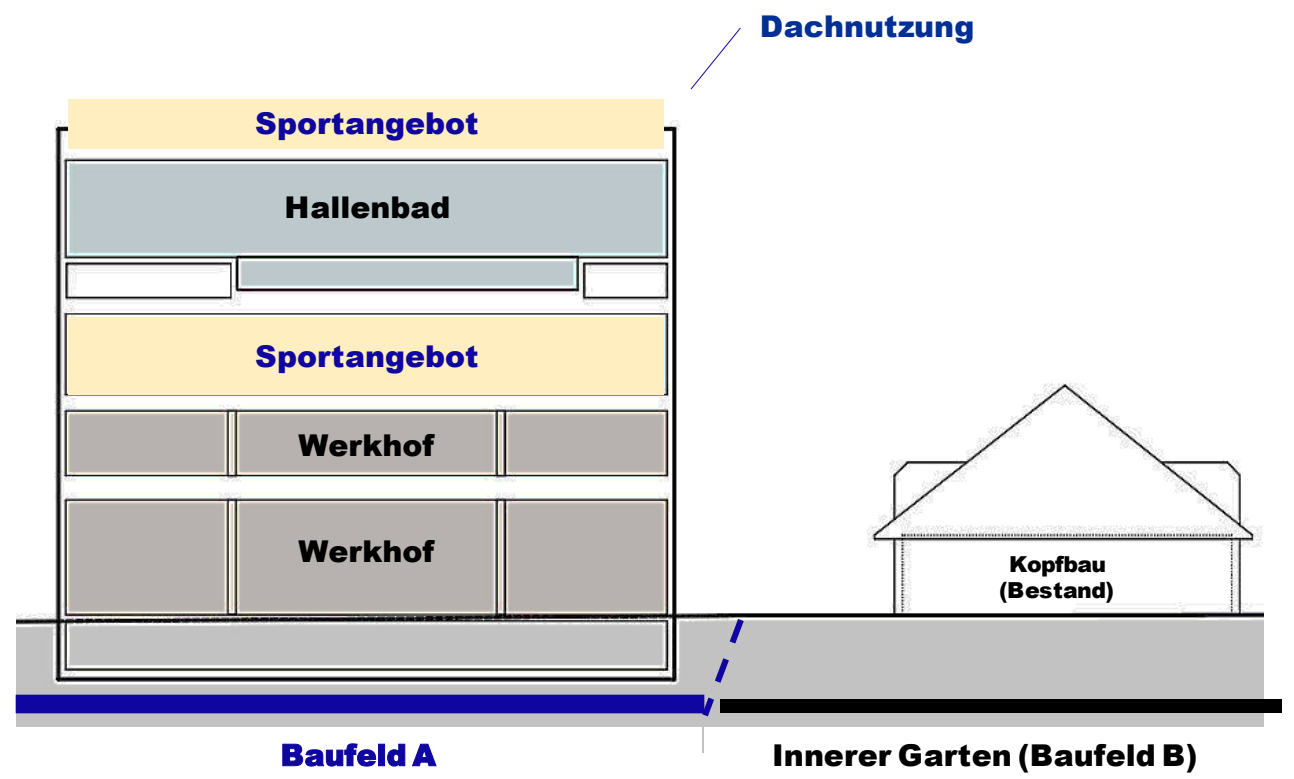 Dachnutzung
Sportangebot
Hallenbad
Sportangebot
Werkhof
Werkhof
Kopfbau
(Bestand)
Baufeld A
Innerer Garten (Baufeld B)